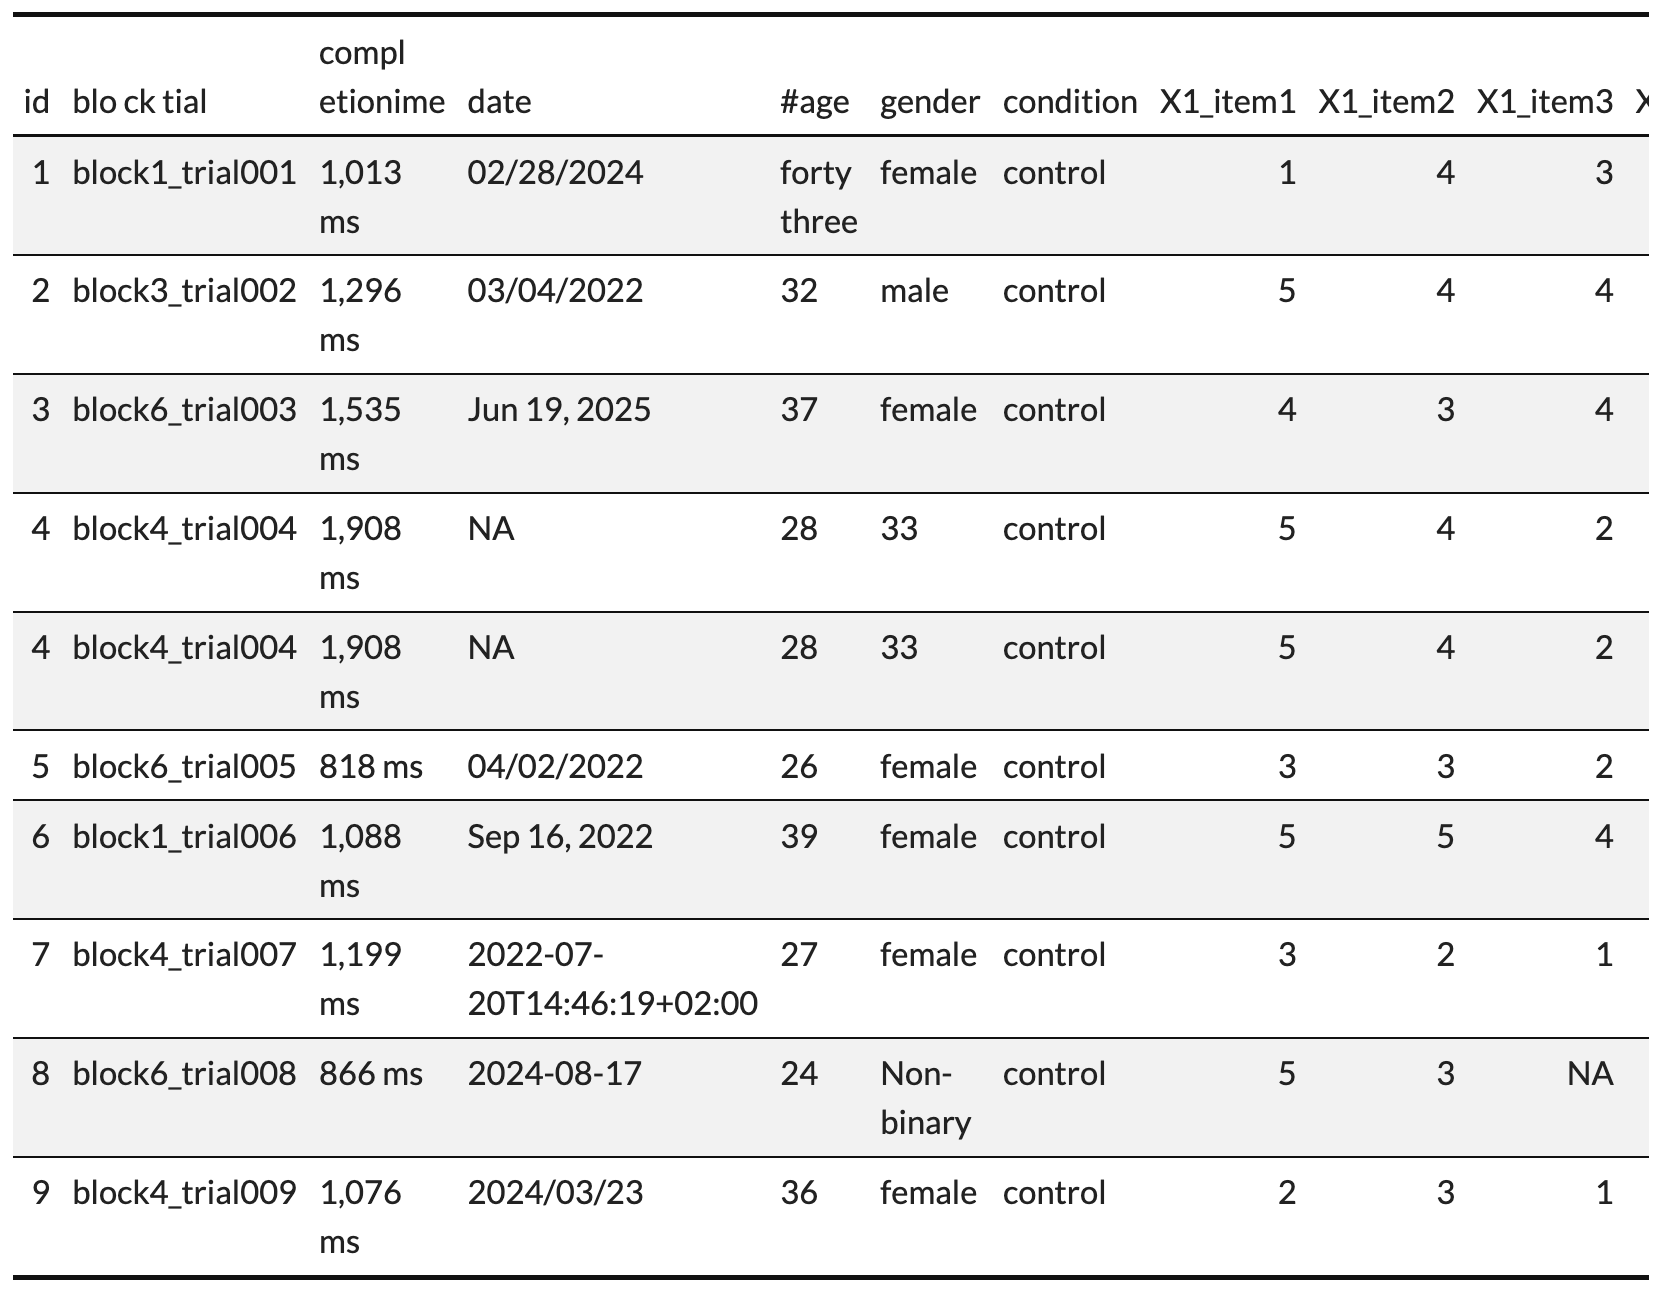 compl
id blo ck tial etionime date #age gender condition X1_item1 X1_item2 X1_item3
1 block1_trial001 1,013 02/28/2024 forty female control 1 4 3
ms three
2 block3_trial002 1,296 03/04/2022 32 male control 5 4 4
ms
3 block6_trial003 1,535 Jun 19, 2025 37 female control 4 3 4
ms
4 block4_trial004 1,908 NA 28 33 control 5 4 2
ms
4 block4_trial004 1,908 NA 28 33 control 5 4 2
ms
5 block6_trial005 818 ms 04/02/2022 26 female control 3 3 2
6 block1_trial006 1,088 Sep 16, 2022 39 female control 5 5 4
ms
7 block4_trial007 1,199 2022-07- 27 female control 3 2 1
ms 20T14:46:19+02:00
8 block6_trial008 866 ms 2024-08-17 24 Non- control 5 3 NA
binary
9 block4_trial009 1,076 2024/03/23 36 female control 2 3 1
ms